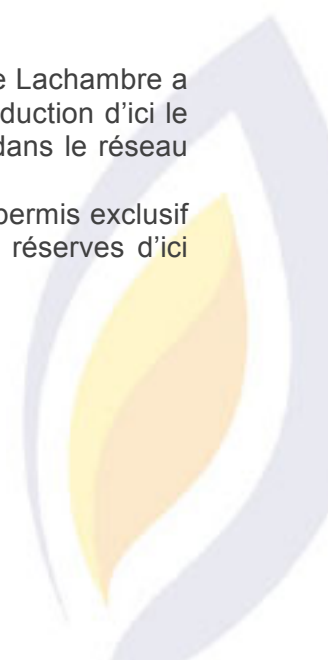 e Lachambre a
duction d’ici le
dans le réseau
permis exclusif
réserves d’ici